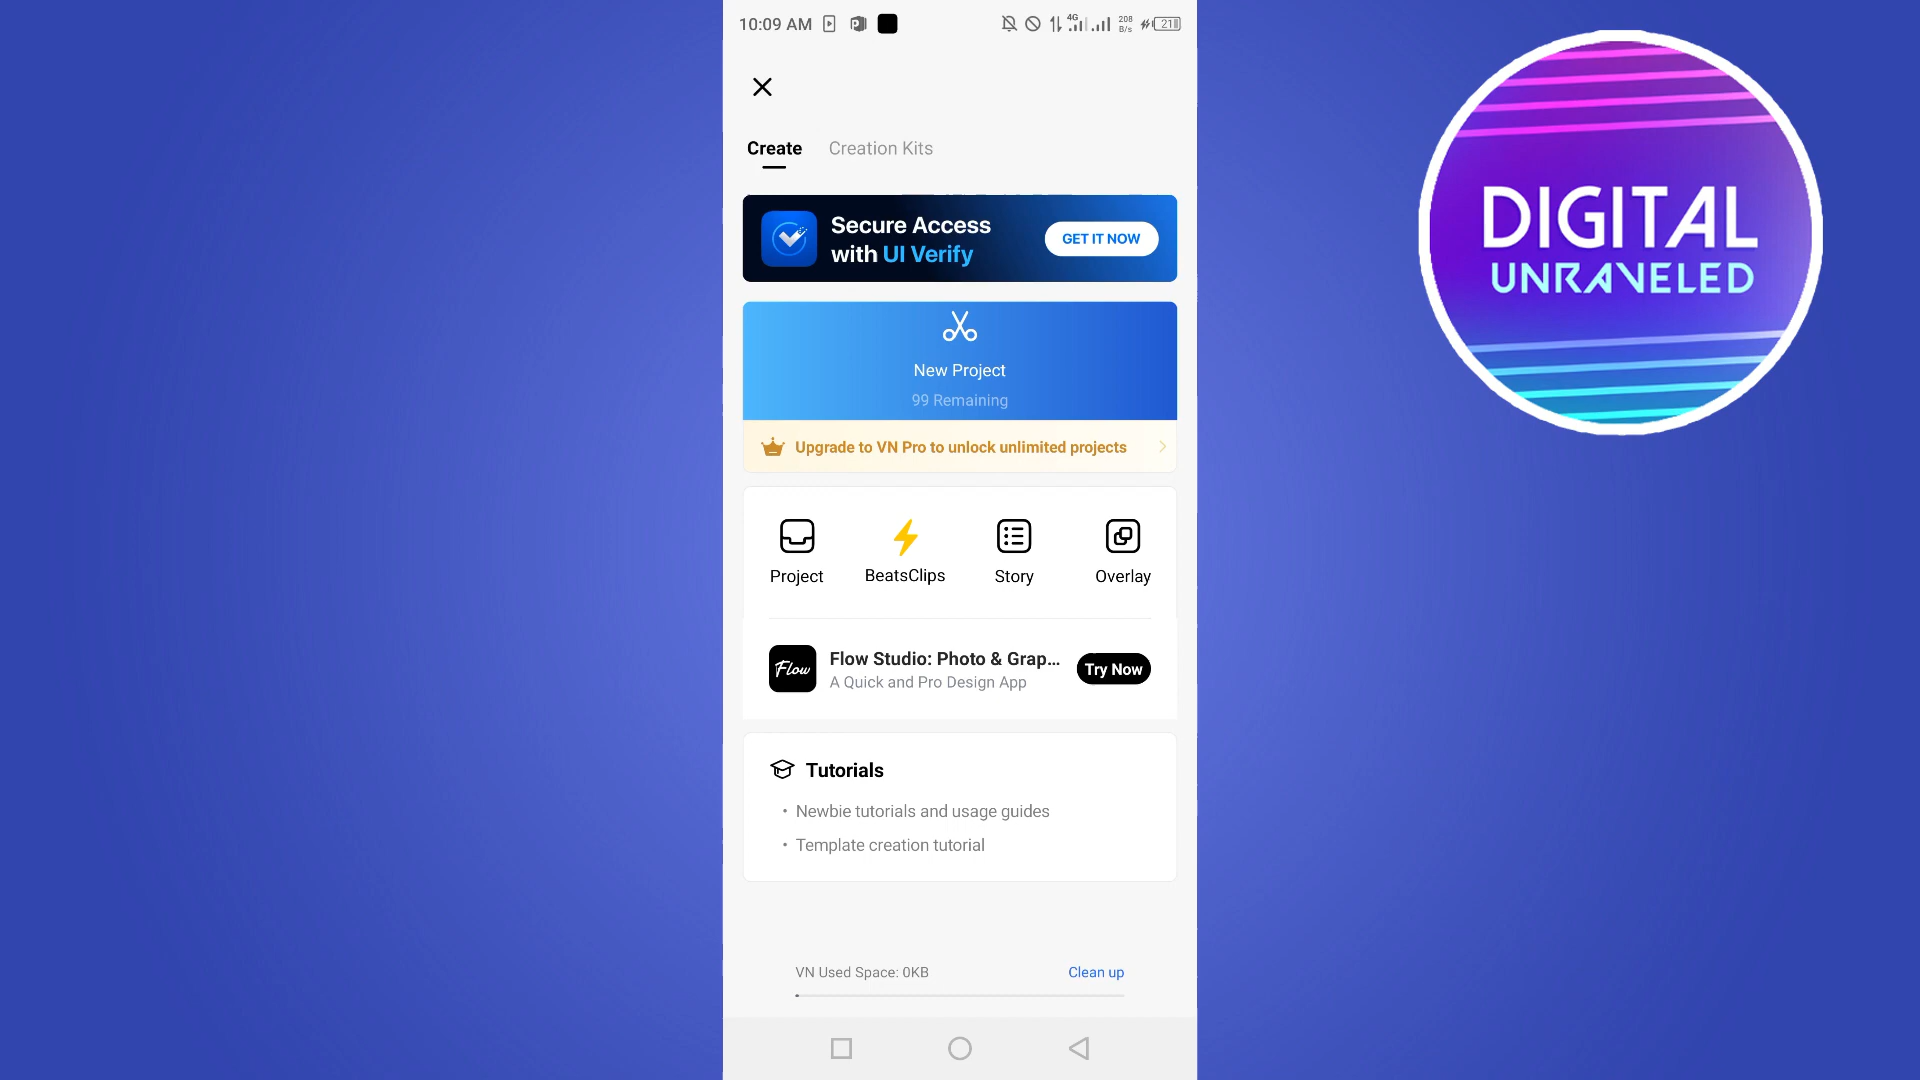 10:09 AM
4G
208
B/s
21
Create
Creation Kits
Secure Access
with UI Verify
GET IT NOW
New Project
99 Remaining
Upgrade to VN Pro to unlock unlimited projects
Project
BeatsClips
Story
Overlay
Flow
Flow Studio: Photo & Grap...
A Quick and Pro Design App
Try Now
Tutorials
• Newbie tutorials and usage guides
• Template creation tutorial
VN Used Space: 0KB
Clean up
DIGITAL
UNRAVELED